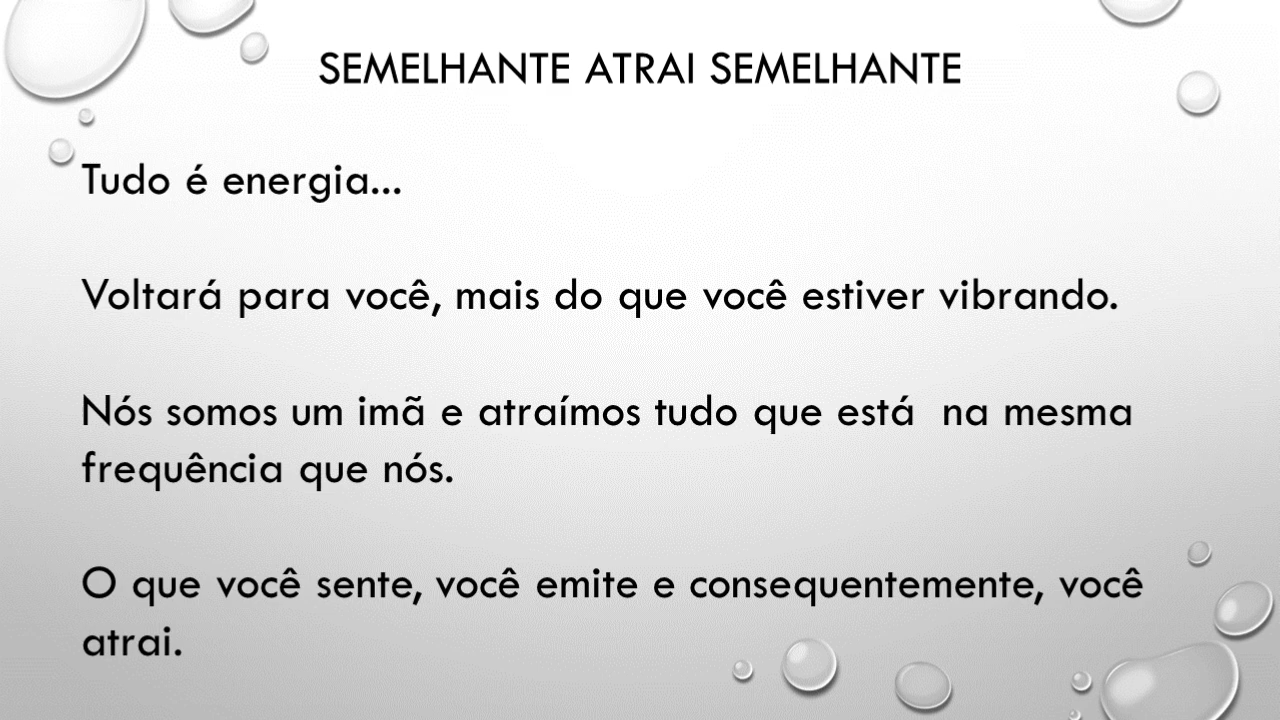 SEMELHANTE ATRAI SEMELHANTE
Tudo é energia...
Voltará para você, mais do que você estiver vibrando.
Nós somos um imã e atraímos tudo que está  na mesma
frequência que nós.
O que você sente, você emite e consequentemente, você
atrai.